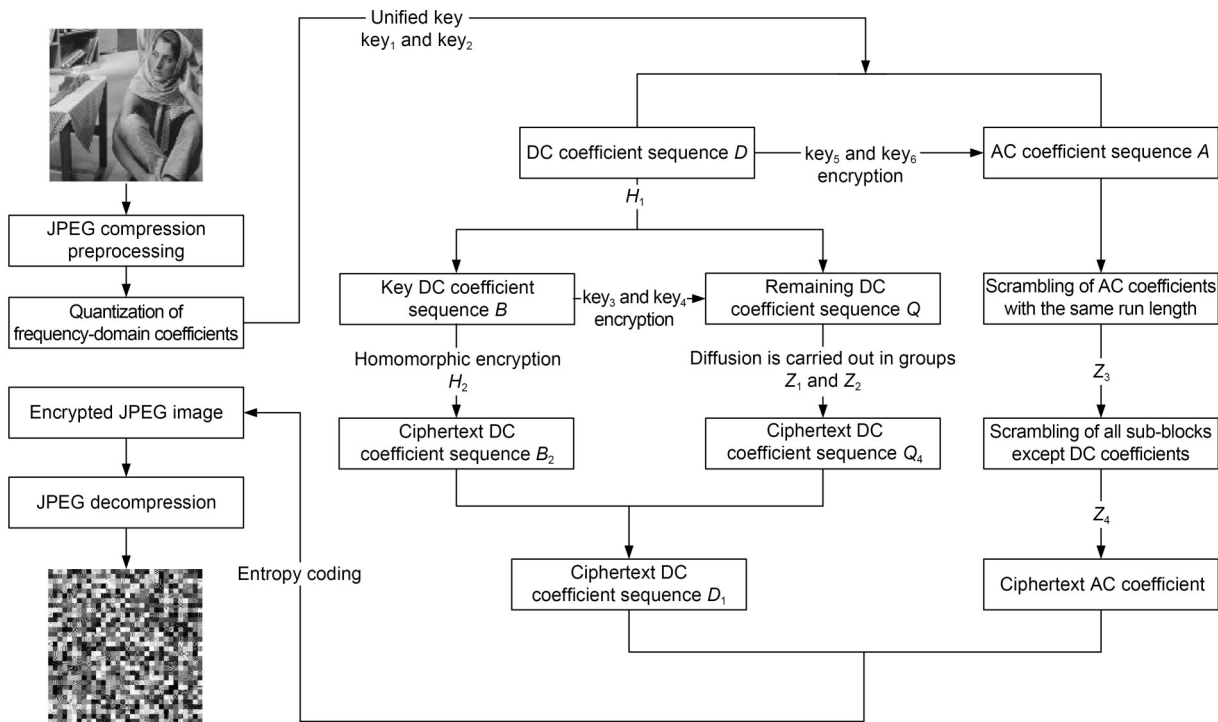 Unified key
key₁ and key₂
JPEG compression
preprocessing
Quantization of
frequency-domain coefficients
DC coefficient sequence D
key₅ and key₆
encryption
AC coefficient sequence A
H₁
Key DC coefficient
sequence B
key₃ and key₄
encryption
Remaining DC
coefficient sequence Q
Scrambling of AC coefficients
with the same run length
Homomorphic encryption
H₂
Diffusion is carried out in groups
Z₁ and Z₂
Z₃
Encrypted JPEG image
Ciphertext DC
coefficient sequence B₂
Ciphertext DC
coefficient sequence Q₄
Scrambling of all sub-blocks
except DC coefficients
JPEG decompression
Z₄
Entropy coding
Ciphertext DC
coefficient sequence D₁
Ciphertext AC coefficient